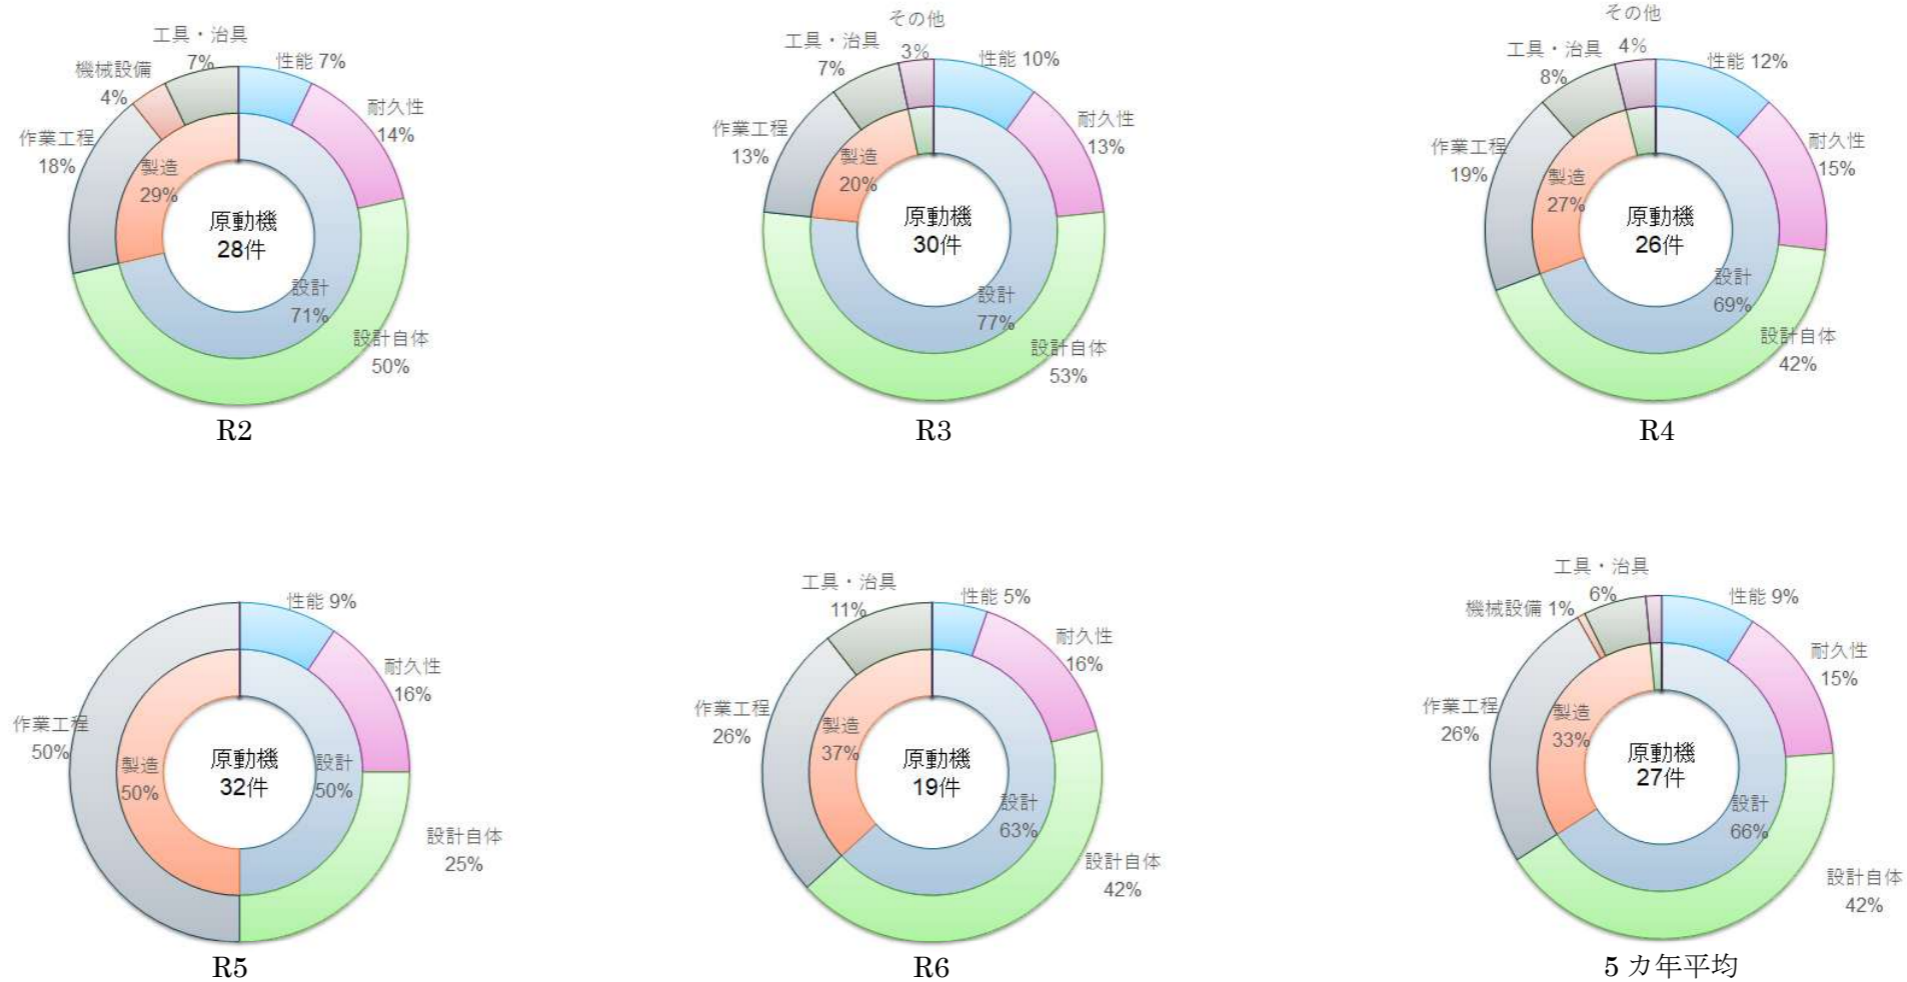 工具・治具
7%
性能 7%
機械設備
4%
耐久性
14%
作業工程
18%
製造
29%
原動機
28件
設計
71%
設計自体
50%
R2
その他
3%
工具・治具
7%
性能 10%
耐久性
13%
作業工程
13%
製造
20%
原動機
30件
設計
77%
設計自体
53%
R3
その他
4%
工具・治具
8%
性能 12%
耐久性
15%
作業工程
19%
製造
27%
原動機
26件
設計
69%
設計自体
42%
R4
性能 9%
耐久性
16%
作業工程
50%
製造
50%
原動機
32件
設計
50%
設計自体
25%
R5
工具・治具
11%
性能 5%
耐久性
16%
作業工程
26%
製造
37%
原動機
19件
設計
63%
設計自体
42%
R6
工具・治具
6%
機械設備 1%
性能 9%
耐久性
15%
作業工程
26%
製造
33%
原動機
27件
設計
66%
設計自体
42%
5 カ年平均